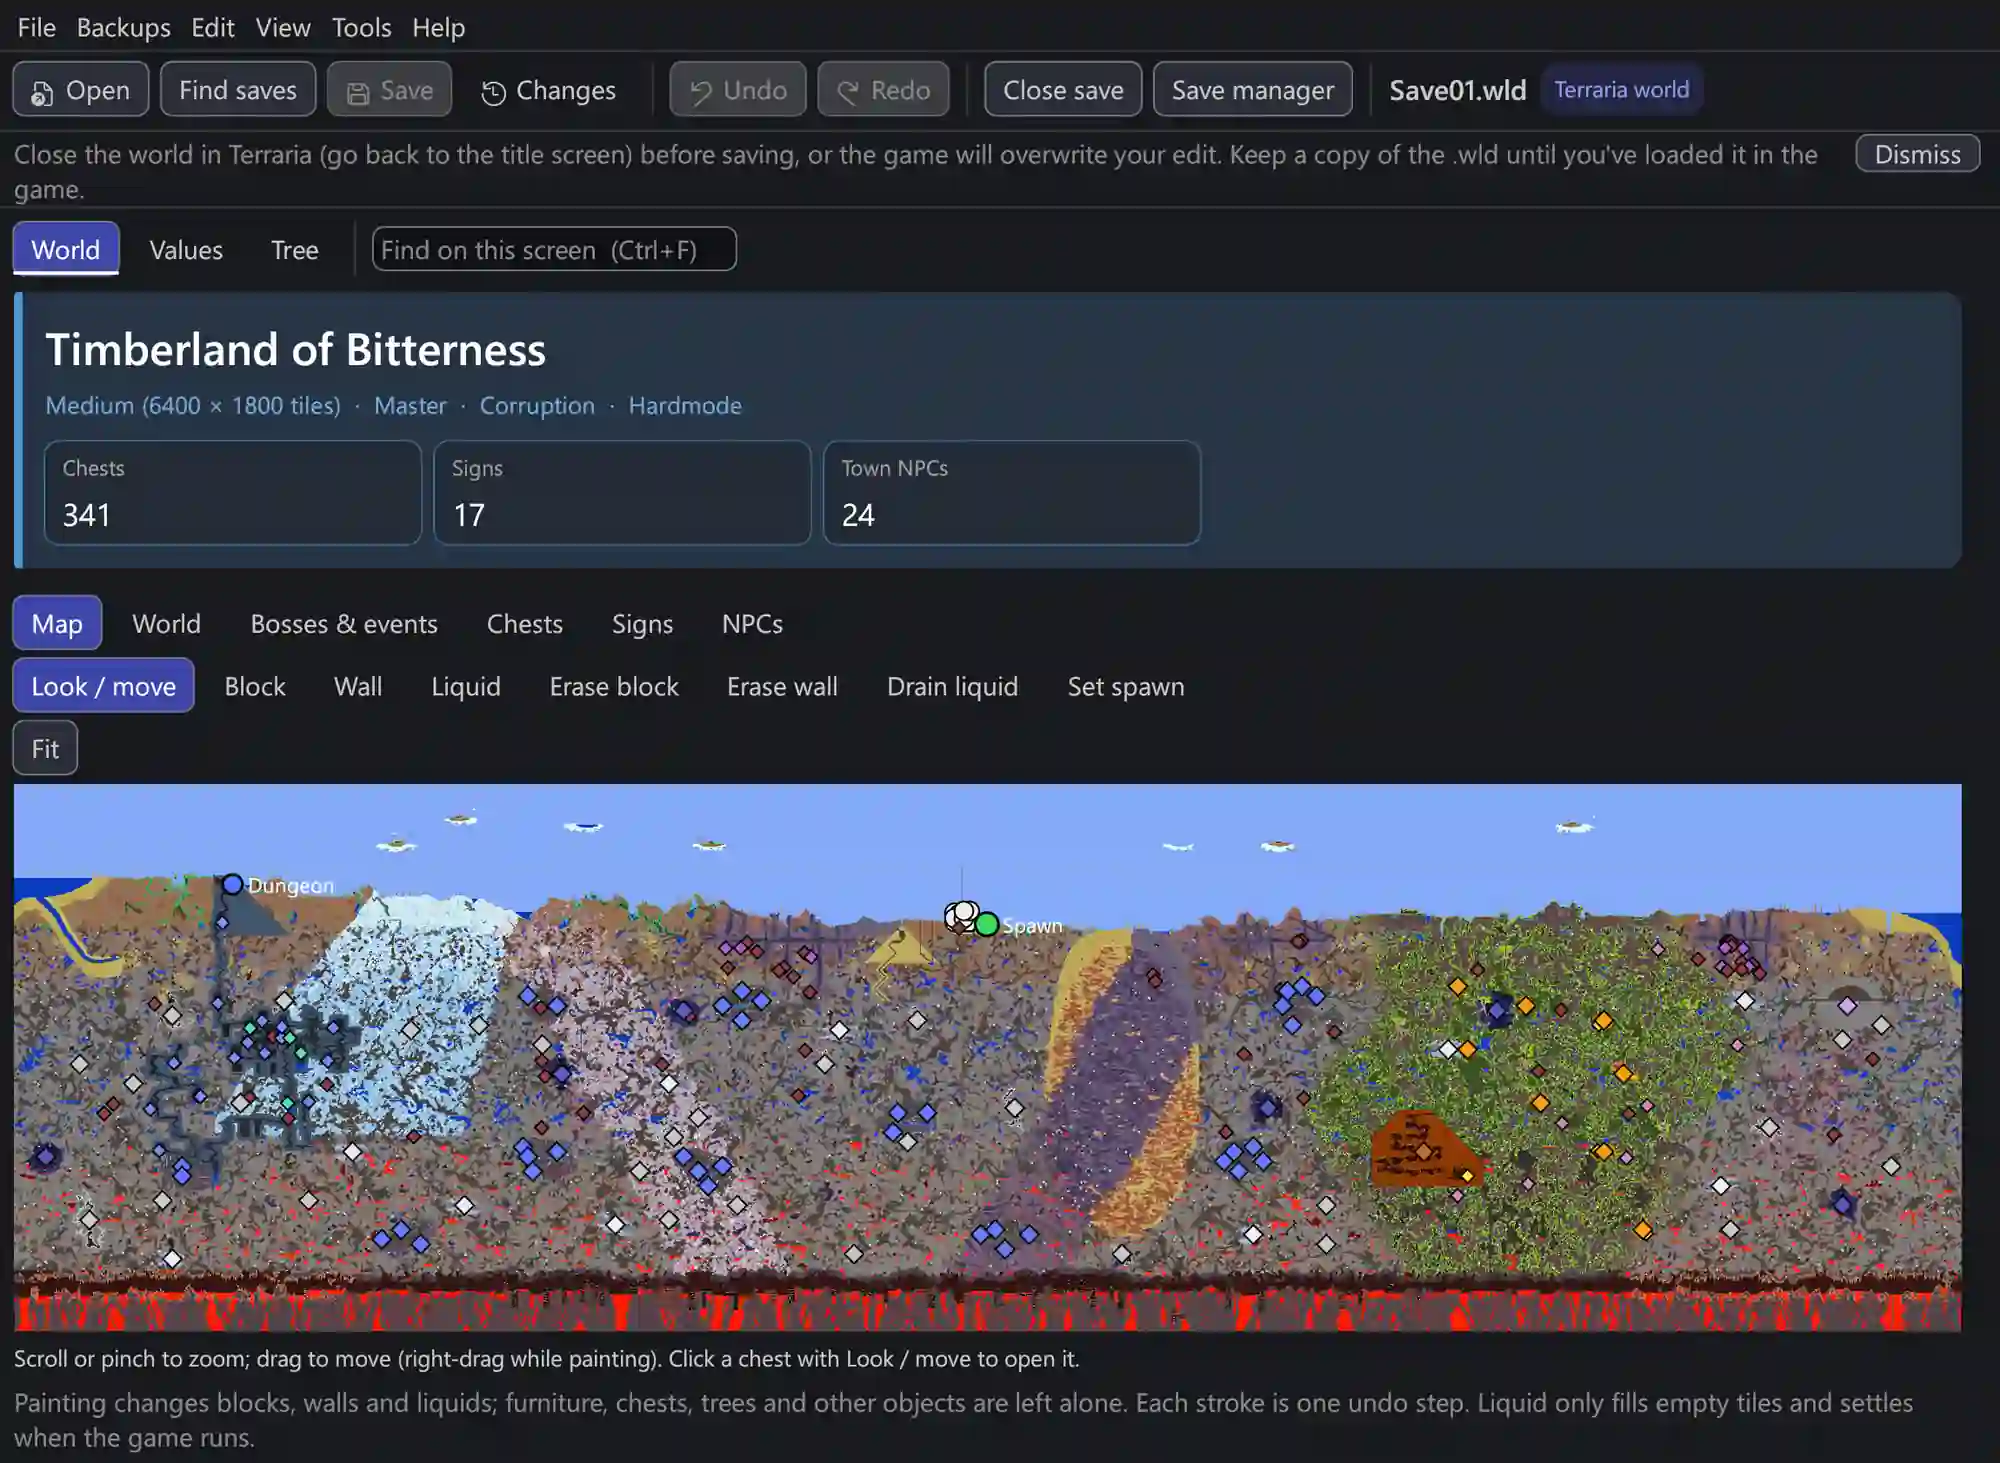 File Backups Edit View Tools Help
Open Find saves Save Changes Undo Redo Close save Save manager Save01.wld Terraria world
Close the world in Terraria (go back to the title screen) before saving, or the game will overwrite your edit. Keep a copy of the .wld until you've loaded it in the
game.
Dismiss
World Values Tree Find on this screen (Ctrl+F)
Timberland of Bitterness
Medium (6400 × 1800 tiles) · Master · Corruption · Hardmode
Chests Signs Town NPCs
341 17 24
Map World Bosses & events Chests Signs NPCs
Look / move Block Wall Liquid Erase block Erase wall Drain liquid Set spawn
Fit
Dungeon
Spawn
Scroll or pinch to zoom; drag to move (right-drag while painting). Click a chest with Look / move to open it.
Painting changes blocks, walls and liquids; furniture, chests, trees and other objects are left alone. Each stroke is one undo step. Liquid only fills empty tiles and settles
when the game runs.